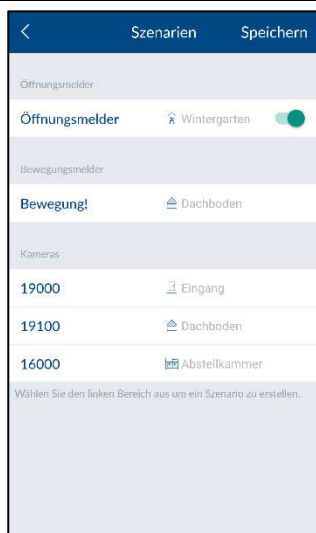 Szenarien Speichern
Öffnungsmelder
Öffnungsmelder Wintergarten
Bewegungsmelder
Bewegung! Dachboden
Kameras
19000 Eingang
19100 Dachboden
16000 Abstellkammer
Wählen Sie den linken Bereich aus um ein Szenario zu erstellen.